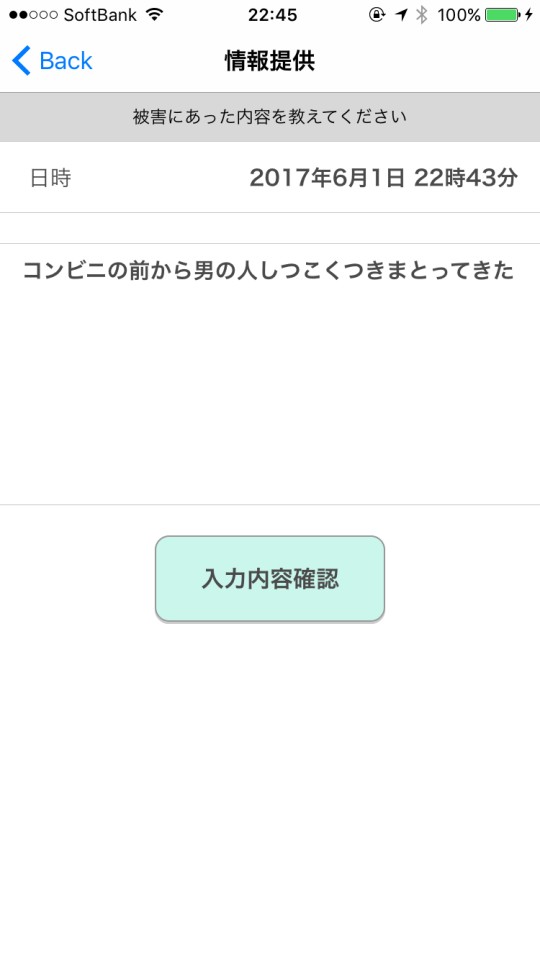 SoftBank 22:45 100%
Back 情報提供
被害にあった内容を教えてください
日時 2017年6月1日 22時43分
コンビニの前から男の人しつこくつきまとってきた
入力内容確認